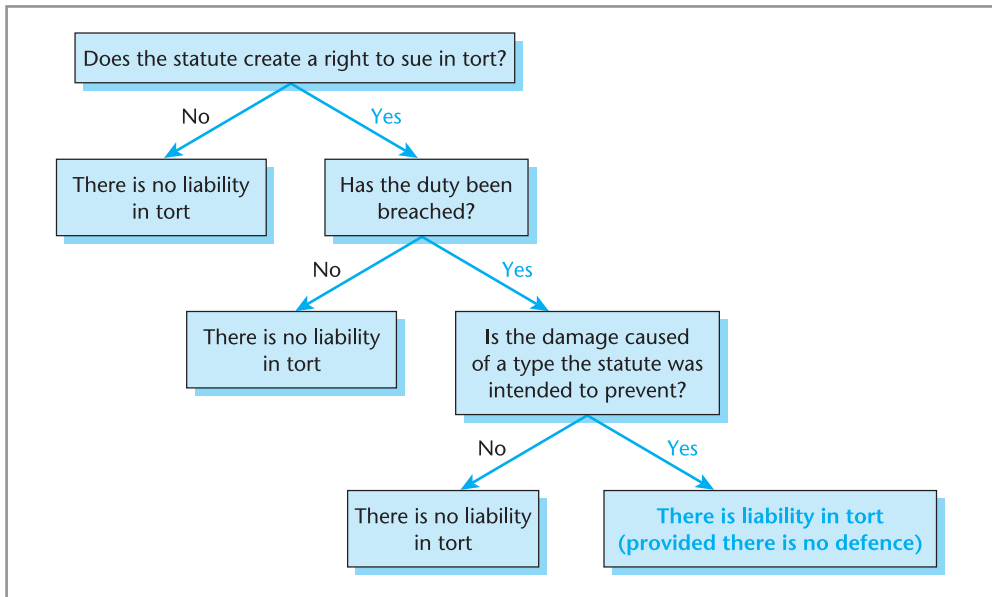 Does the statute create a right to sue in tort?
No
Yes
There is no liability
in tort
Has the duty been
breached?
No
Yes
There is no liability
in tort
Is the damage caused
of a type the statute was
intended to prevent?
No
Yes
There is no liability
in tort
There is liability in tort
(provided there is no defence)